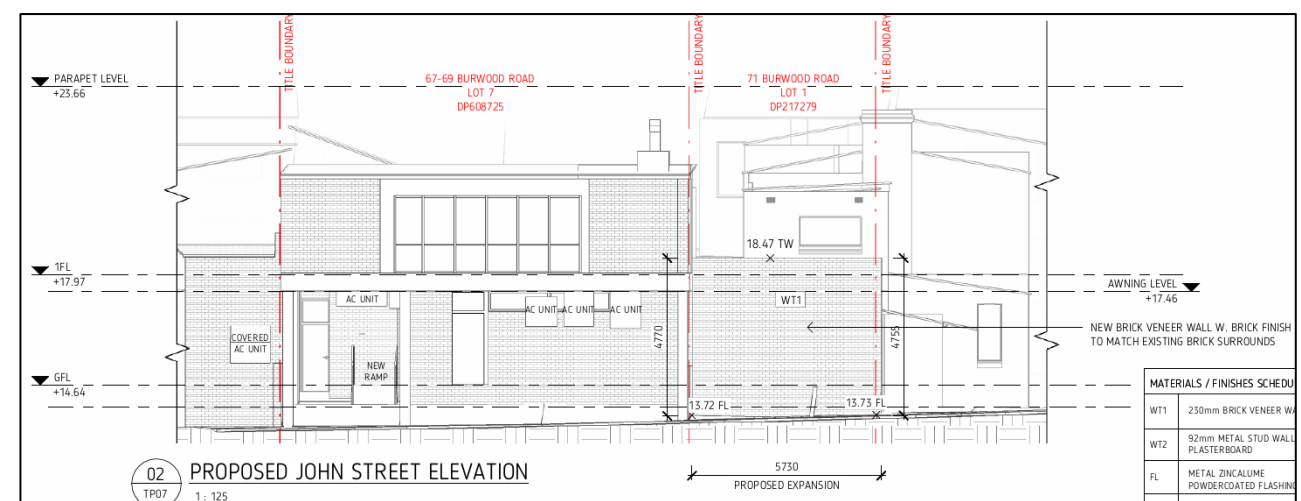 TITLE BOUNDARY
TITLE BOUNDARY
TITLE BOUNDARY
PARAPET LEVEL
+23.66
67-69 BURWOOD ROAD
LOT 7
DP608725
71 BURWOOD ROAD
LOT 1
DP217279
18.47 TW
1FL
+17.97
AWNING LEVEL
+17.46
AC UNIT
AC UNIT
AC UNIT
AC UNIT
WT1
COVERED
AC UNIT
4770
4755
NEW BRICK VENEER WALL W. BRICK FINISH
TO MATCH EXISTING BRICK SURROUNDS
NEW
RAMP
GFL
+14.64
13.72 FL
13.73 FL
MATERIALS / FINISHES SCHEDU
WT1 230mm BRICK VENEER WA
WT2 92mm METAL STUD WALL
PLASTERBOARD
FL METAL ZINCALUME
POWDERCOATED FLASHING
02
TP07
PROPOSED JOHN STREET ELEVATION
1 : 125
5730
PROPOSED EXPANSION